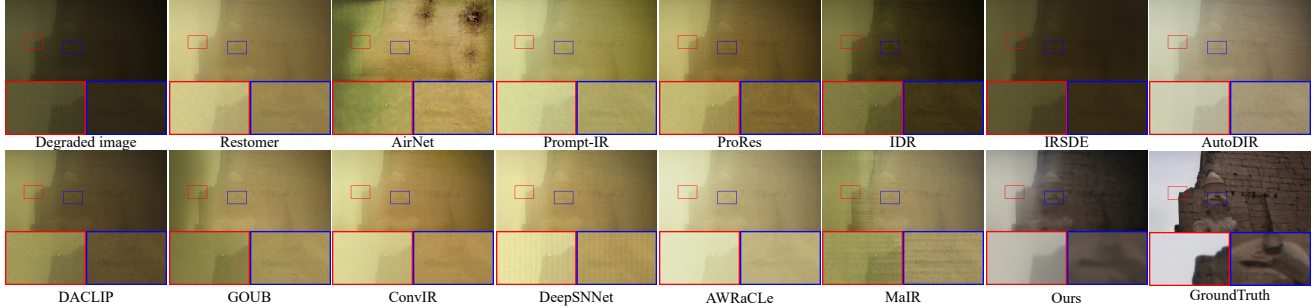 Degraded image Restomer AirNet Prompt-IR ProRes IDR IRSDE AutoDIR
DACLIP GOUB ConvIR DeepSNNet AWRaCLe MaIR Ours GroundTruth